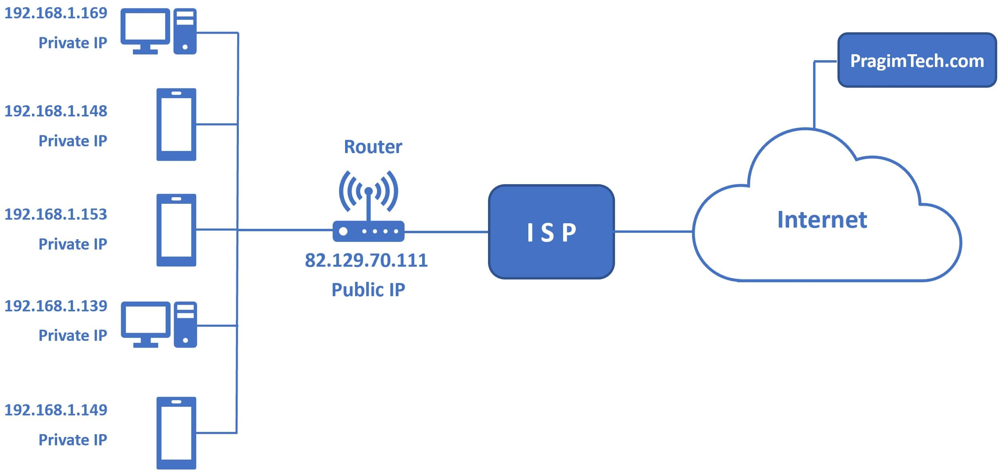 192.168.1.169
Private IP
192.168.1.148
Private IP
192.168.1.153
Private IP
192.168.1.139
Private IP
192.168.1.149
Private IP
Router
82.129.70.111
Public IP
I S P
Internet
PragimTech.com